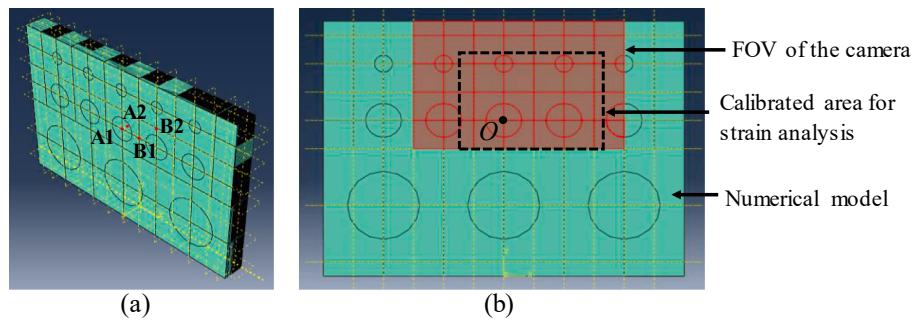 A2
A1
B2
B1
O
FOV of the camera
Calibrated area for
strain analysis
Numerical model
(a)
(b)